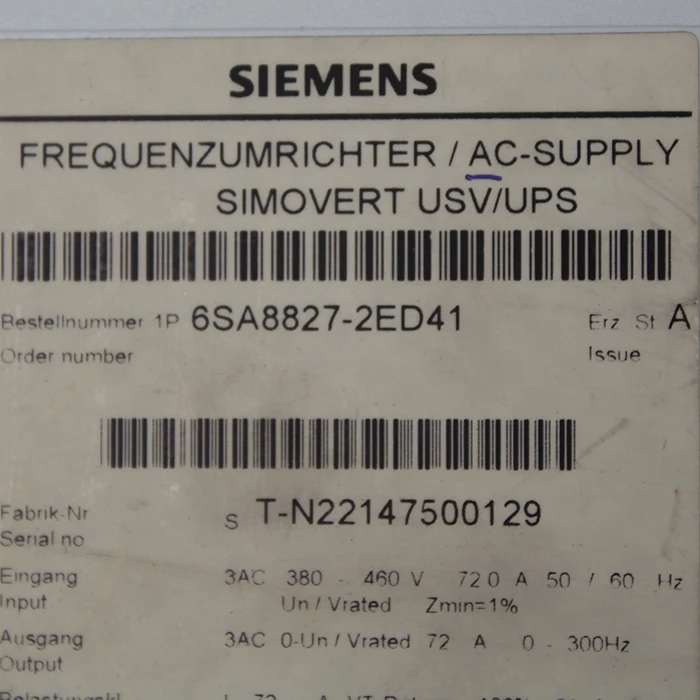 SIEMENS
FREQUENZUMRICHTER / AC-SUPPLY
SIMOVERT USV/UPS
Bestellnummer 1P 6SA8827-2ED41 Erz St A
Order number Issue
Fabrik-Nr S T-N22147500129
Serial no
Eingang 3AC 380 - 460 V 72 0 A 50 / 60 Hz
Input Un / Vrated Zmin=1%
Ausgang 3AC 0-Un / Vrated 72 A 0 - 300Hz
Output